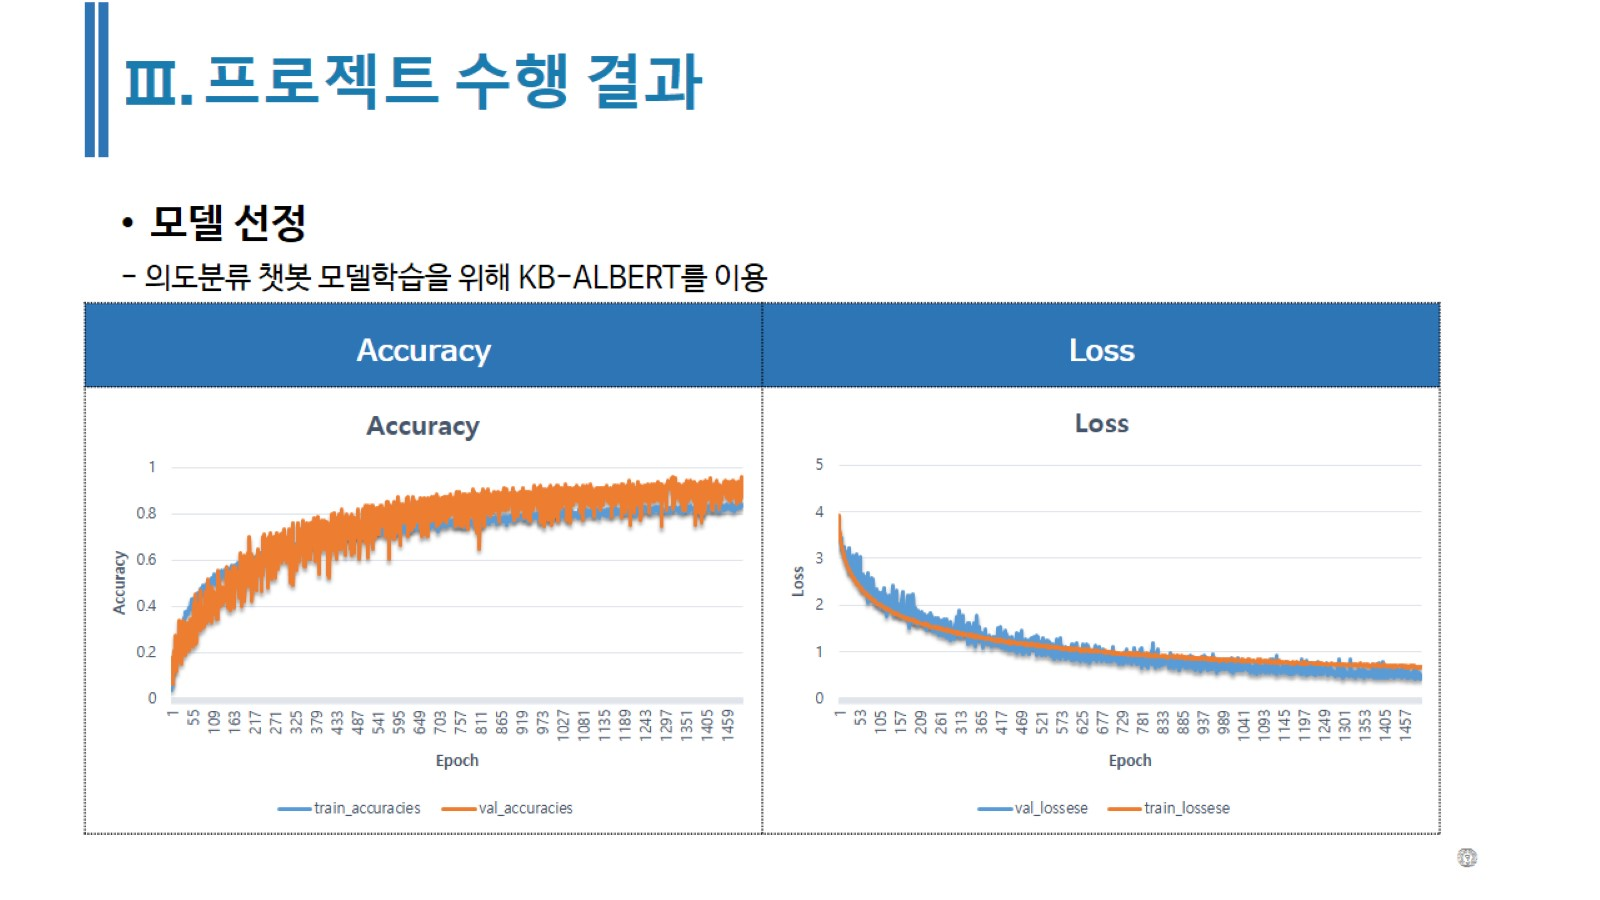 Ⅲ. 프로젝트 수행 결과
• 모델 선정
- 의도분류 챗봇 모델학습을 위해 KB-ALBERT를 이용
Accuracy
Loss
Accuracy
1
0.8
0.6
0.4
0.2
0
Accuracy
1 55 109 163 217 271 325 379 433 487 541 595 649 703 757 811 865 919 973 1027 1081 1135 1189 1243 1297 1351 1405 1459
Epoch
train_accuracies val_accuracies
Loss
5
4
3
2
1
0
Loss
1 53 105 157 209 261 313 365 417 469 521 573 625 677 729 781 833 885 937 989 1041 1093 1145 1197 1249 1301 1353 1405 1457
Epoch
val_lossese train_lossese